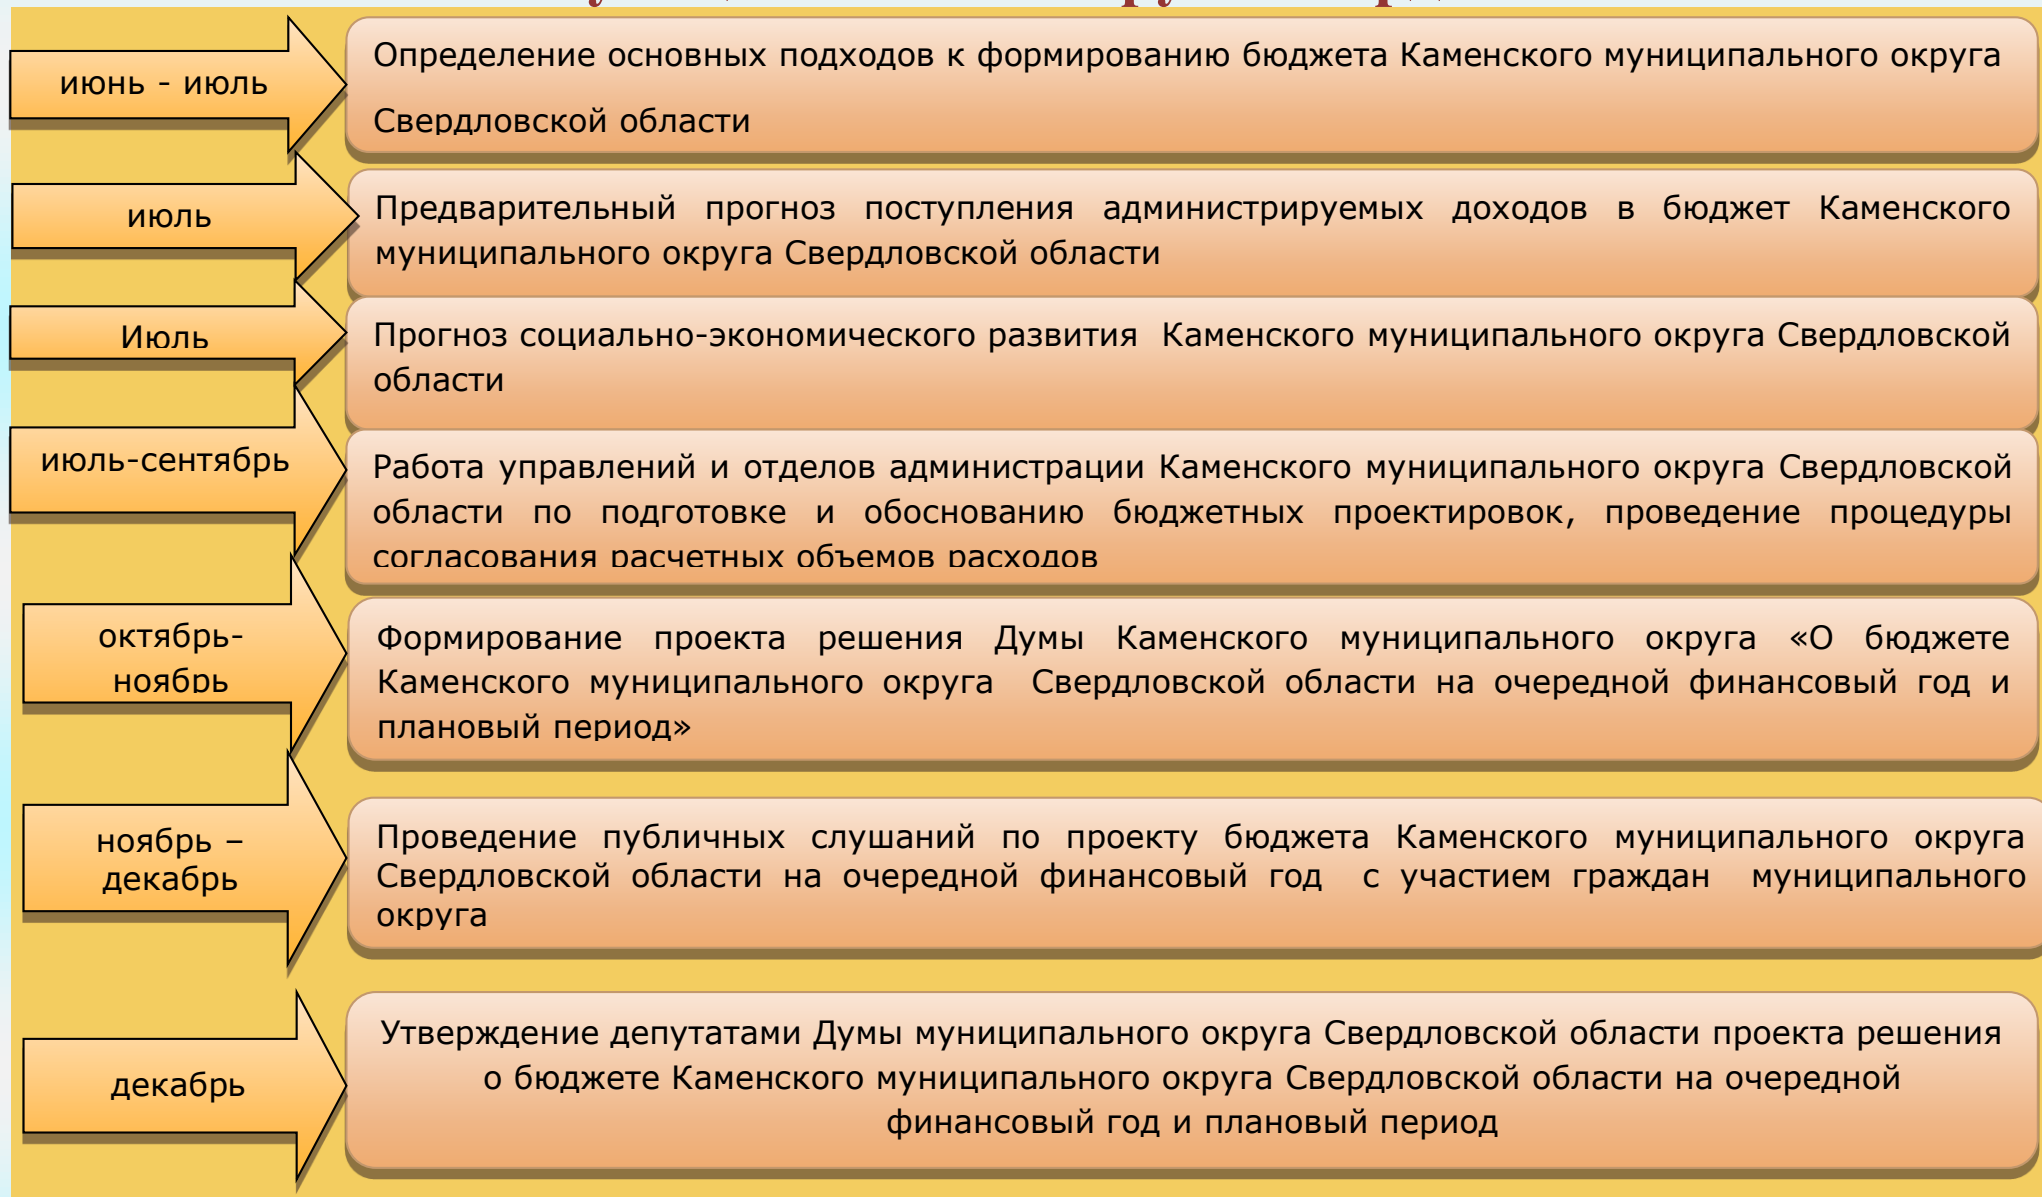 июнь - июль
Определение основных подходов к формированию бюджета Каменского муниципального округа
Свердловской области
июль
Предварительный прогноз поступления администрируемых доходов в бюджет Каменского
муниципального округа Свердловской области
Июль
Прогноз социально-экономического развития Каменского муниципального округа Свердловской
области
июль-сентябрь
Работа управлений и отделов администрации Каменского муниципального округа Свердловской
области по подготовке и обоснованию бюджетных проектировок, проведение процедуры
согласования расчетных объемов расходов
октябрь-
ноябрь
Формирование проекта решения Думы Каменского муниципального округа «О бюджете
Каменского муниципального округа Свердловской области на очередной финансовый год и
плановый период»
ноябрь –
декабрь
Проведение публичных слушаний по проекту бюджета Каменского муниципального округа
Свердловской области на очередной финансовый год с участием граждан муниципального
округа
декабрь
Утверждение депутатами Думы муниципального округа Свердловской области проекта решения
о бюджете Каменского муниципального округа Свердловской области на очередной
финансовый год и плановый период